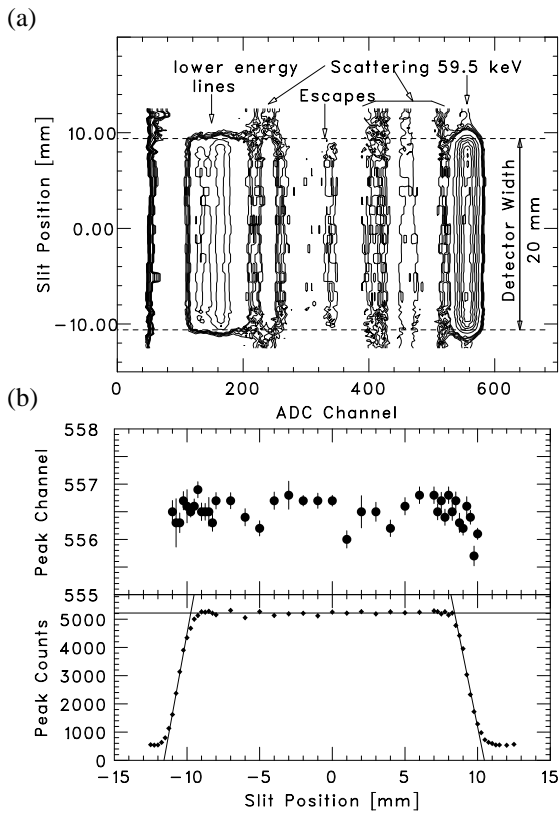 (a)
lower energy lines
Scattering 59.5 keV
Escapes
10.00
0.00
−10.00
Slit Position [mm]
Detector Width
20 mm
0 200 400 600
ADC Channel
(b)
558
557
556
555
Peak Channel
5000
4000
3000
2000
1000
0
Peak Counts
−15 −10 −5 0 5 10 15
Slit Position [mm]